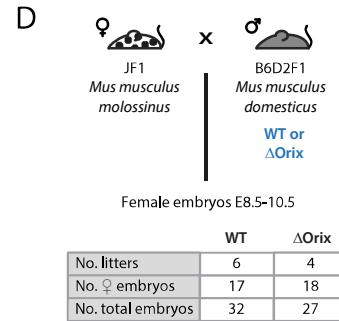 D
♀ x ♂
JF1 B6D2F1
Mus musculus Mus musculus
molossinus domesticus
WT or
ΔOrix
Female embryos E8.5-10.5
WT ΔOrix
No. litters 6 4
No. ♀ embryos 17 18
No. total embryos 32 27